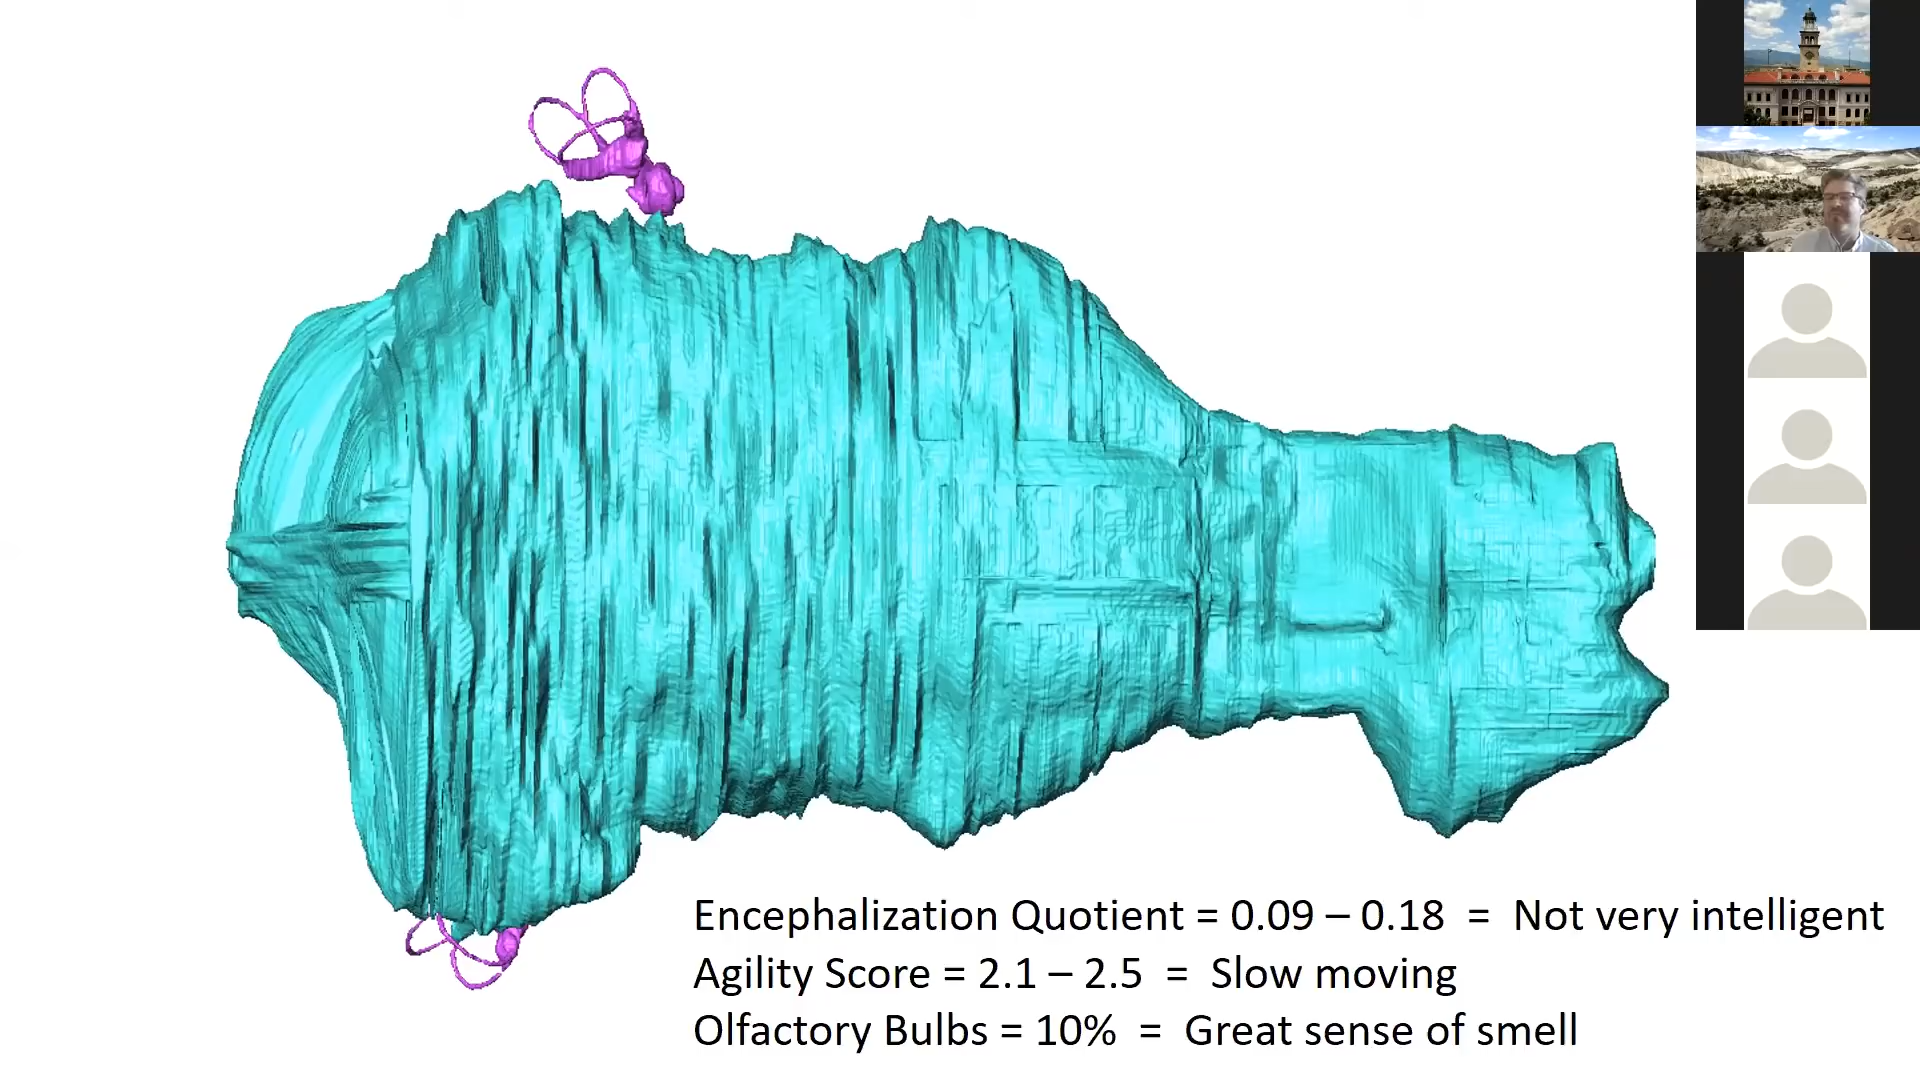 Encephalization Quotient = 0.09 – 0.18 = Not very intelligent
Agility Score = 2.1 – 2.5 = Slow moving
Olfactory Bulbs = 10% = Great sense of smell